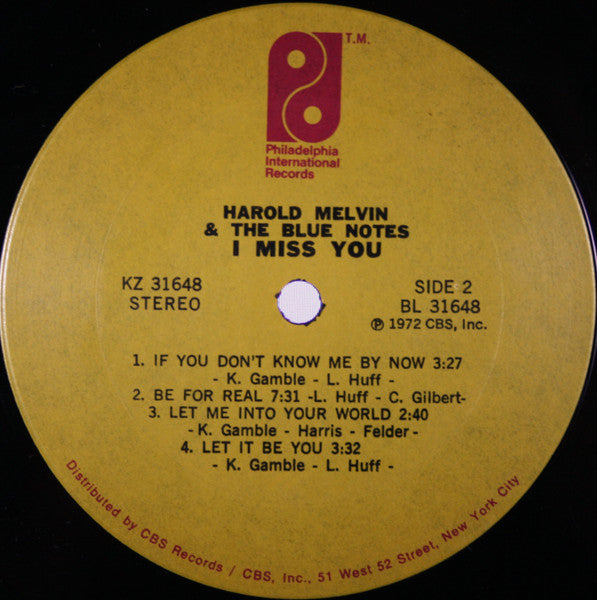 T.M.
Philadelphia
International
Records
HAROLD MELVIN
& THE BLUE NOTES
I MISS YOU
KZ 31648
STEREO
SIDE 2
BL 31648
℗ 1972 CBS, Inc.
1. IF YOU DON'T KNOW ME BY NOW 3:27
- K. Gamble - L. Huff -
2. BE FOR REAL 7:31 -L. Huff - C. Gilbert-
3. LET ME INTO YOUR WORLD 2:40
-K. Gamble - Harris - Felder-
4. LET IT BE YOU 3:32
- K. Gamble - L. Huff -
Distributed by CBS Records / CBS, Inc., 51 West 52 Street, New York City